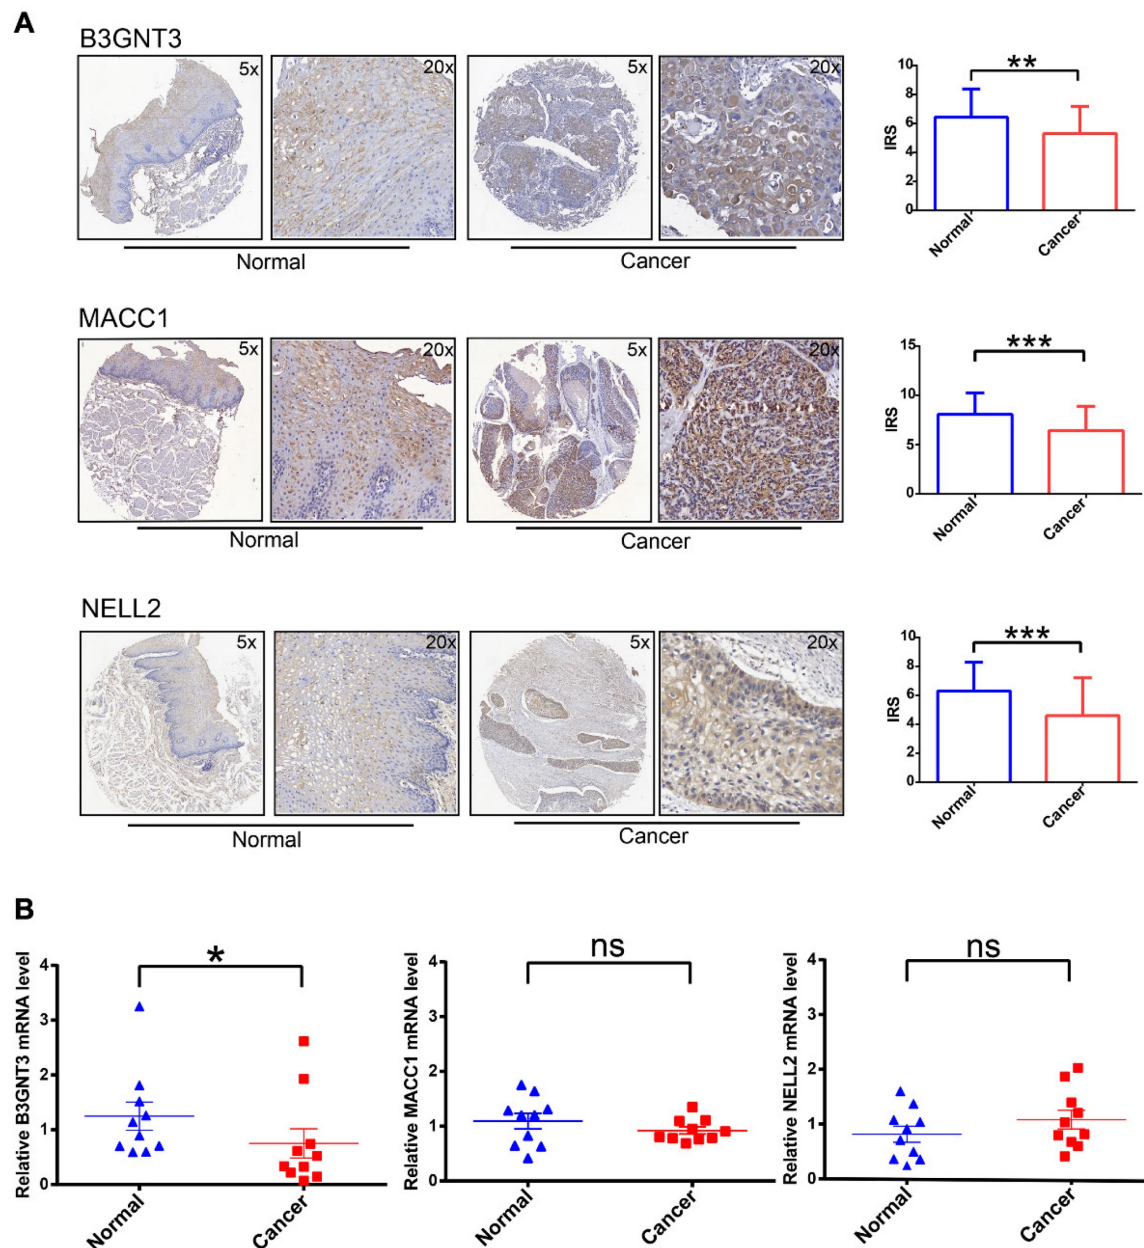 A
B3GNT3
5x
20x
5x
20x
Normal
Cancer
**
10
8
6
4
2
0
IRS
Normal
Cancer
MACC1
5x
20x
5x
20x
Normal
Cancer
***
15
10
5
0
IRS
Normal
Cancer
NELL2
5x
20x
5x
20x
Normal
Cancer
***
10
8
6
4
2
0
IRS
Normal
Cancer
B
*
4
3
2
1
0
Relative B3GNT3 mRNA level
Normal
Cancer
ns
4
3
2
1
0
Relative MACC1 mRNA level
Normal
Cancer
ns
4
3
2
1
0
Relative NELL2 mRNA level
Normal
Cancer